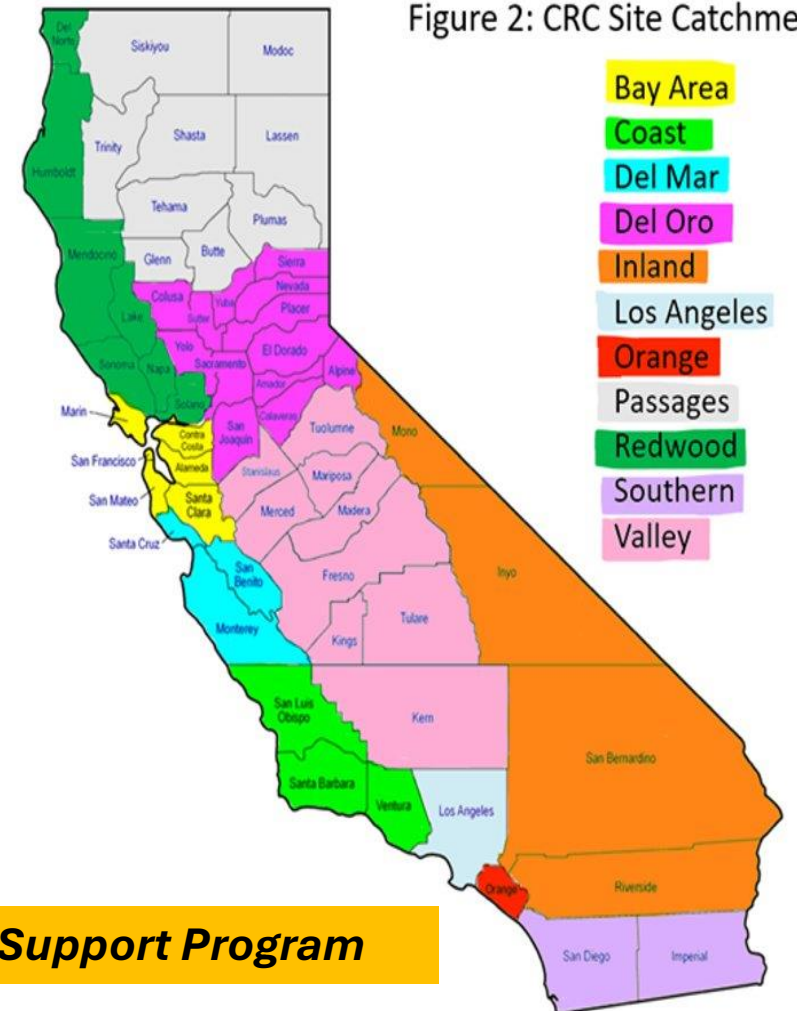 Figure 2: CRC Site Catchme
Bay Area
Coast
Del Mar
Del Oro
Inland
Los Angeles
Orange
Passages
Redwood
Southern
Valley
Del
Norte
Siskiyou
Modoc
Humboldt
Trinity
Shasta
Lassen
Tehama
Plumas
Mendocino
Glenn
Butte
Sierra
Lake
Colusa
Sutter
Yuba
Nevada
Placer
Sonoma
Napa
Yolo
Sacramento
El Dorado
Amador
Alpine
Solano
Marin
Contra
Costa
San
Joaquin
Calaveras
Tuolumne
Mono
San Francisco
Alameda
Stanislaus
Mariposa
San Mateo
Santa
Clara
Merced
Madera
Santa Cruz
San
Benito
Fresno
Inyo
Monterey
Kings
Tulare
San Luis
Obispo
Kern
San Bernardino
Santa Barbara
Ventura
Los Angeles
Orange
Riverside
San Diego
Imperial
Support Program